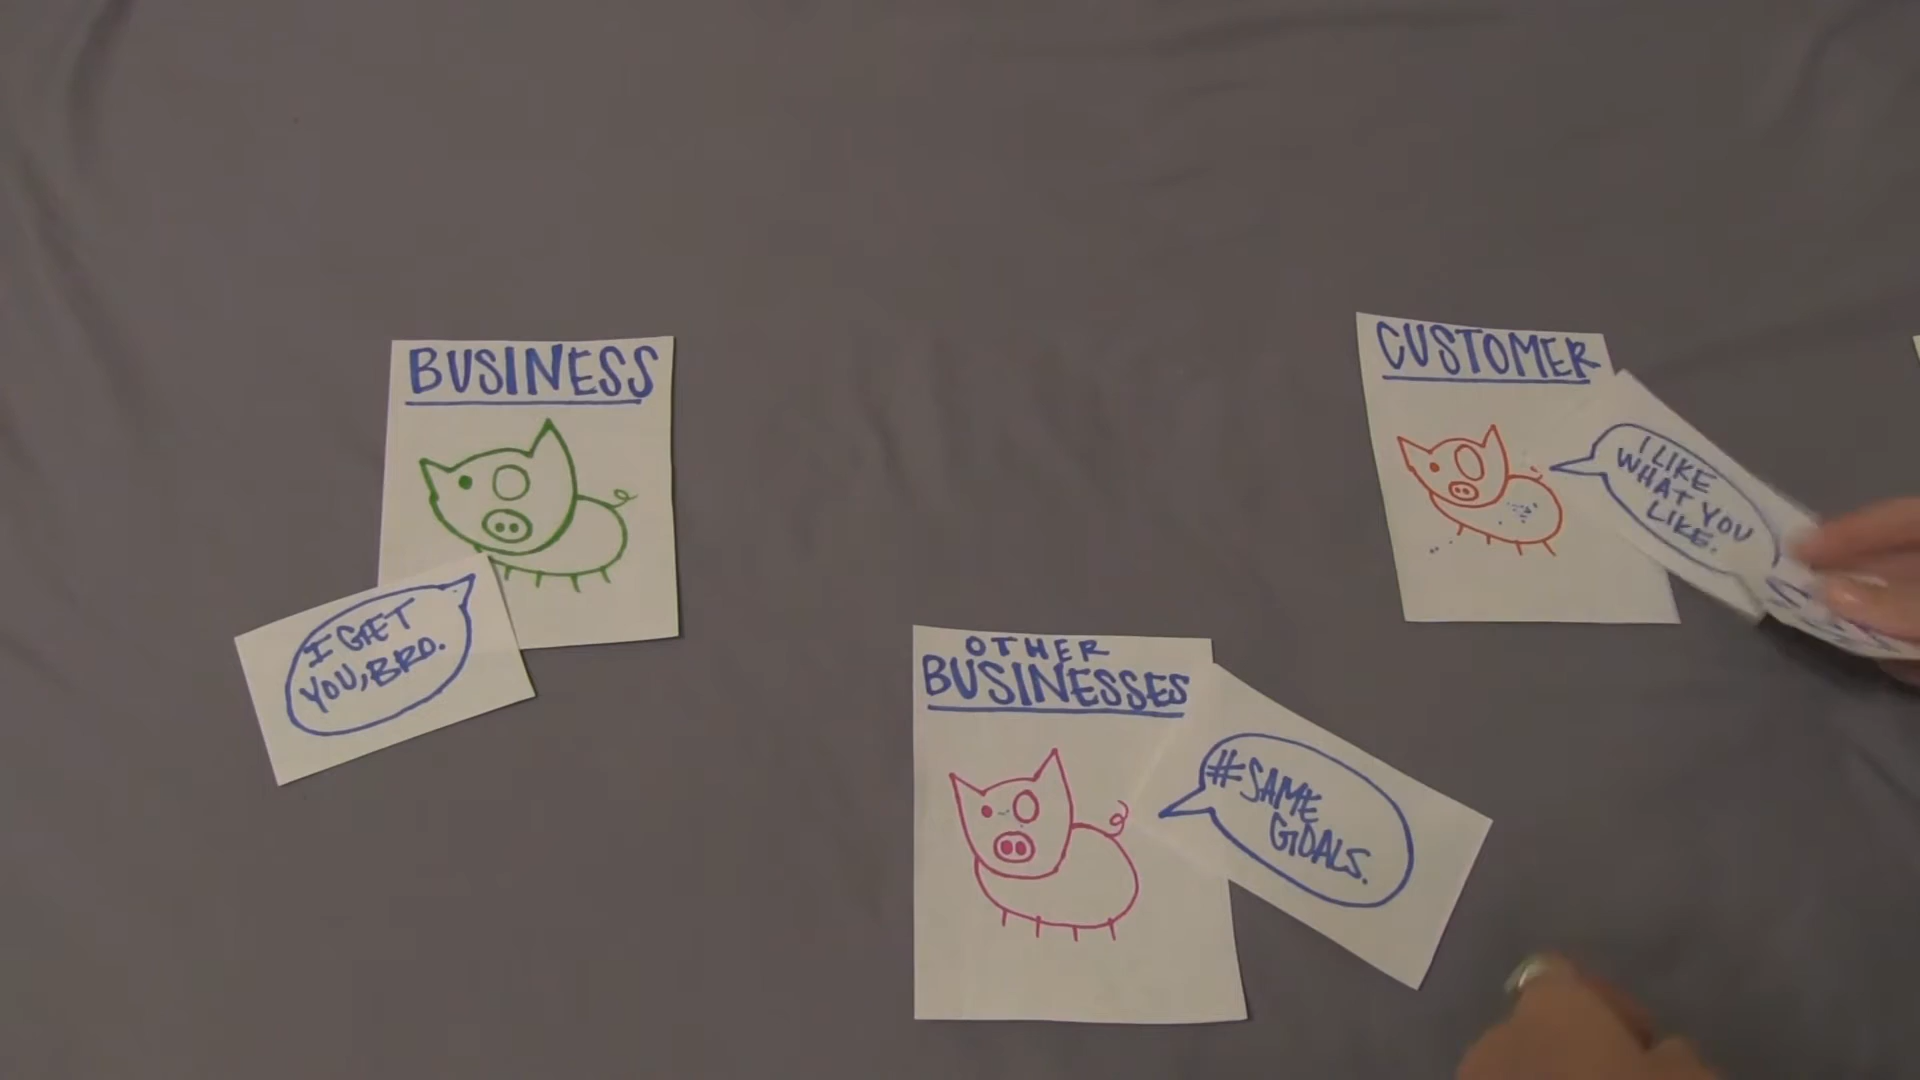 BUSINESS
I GET
YOU, BRO.
OTHER
BUSINESSES
#SAME
GOALS.
CUSTOMER
I LIKE
WHAT YOU
LIKE.